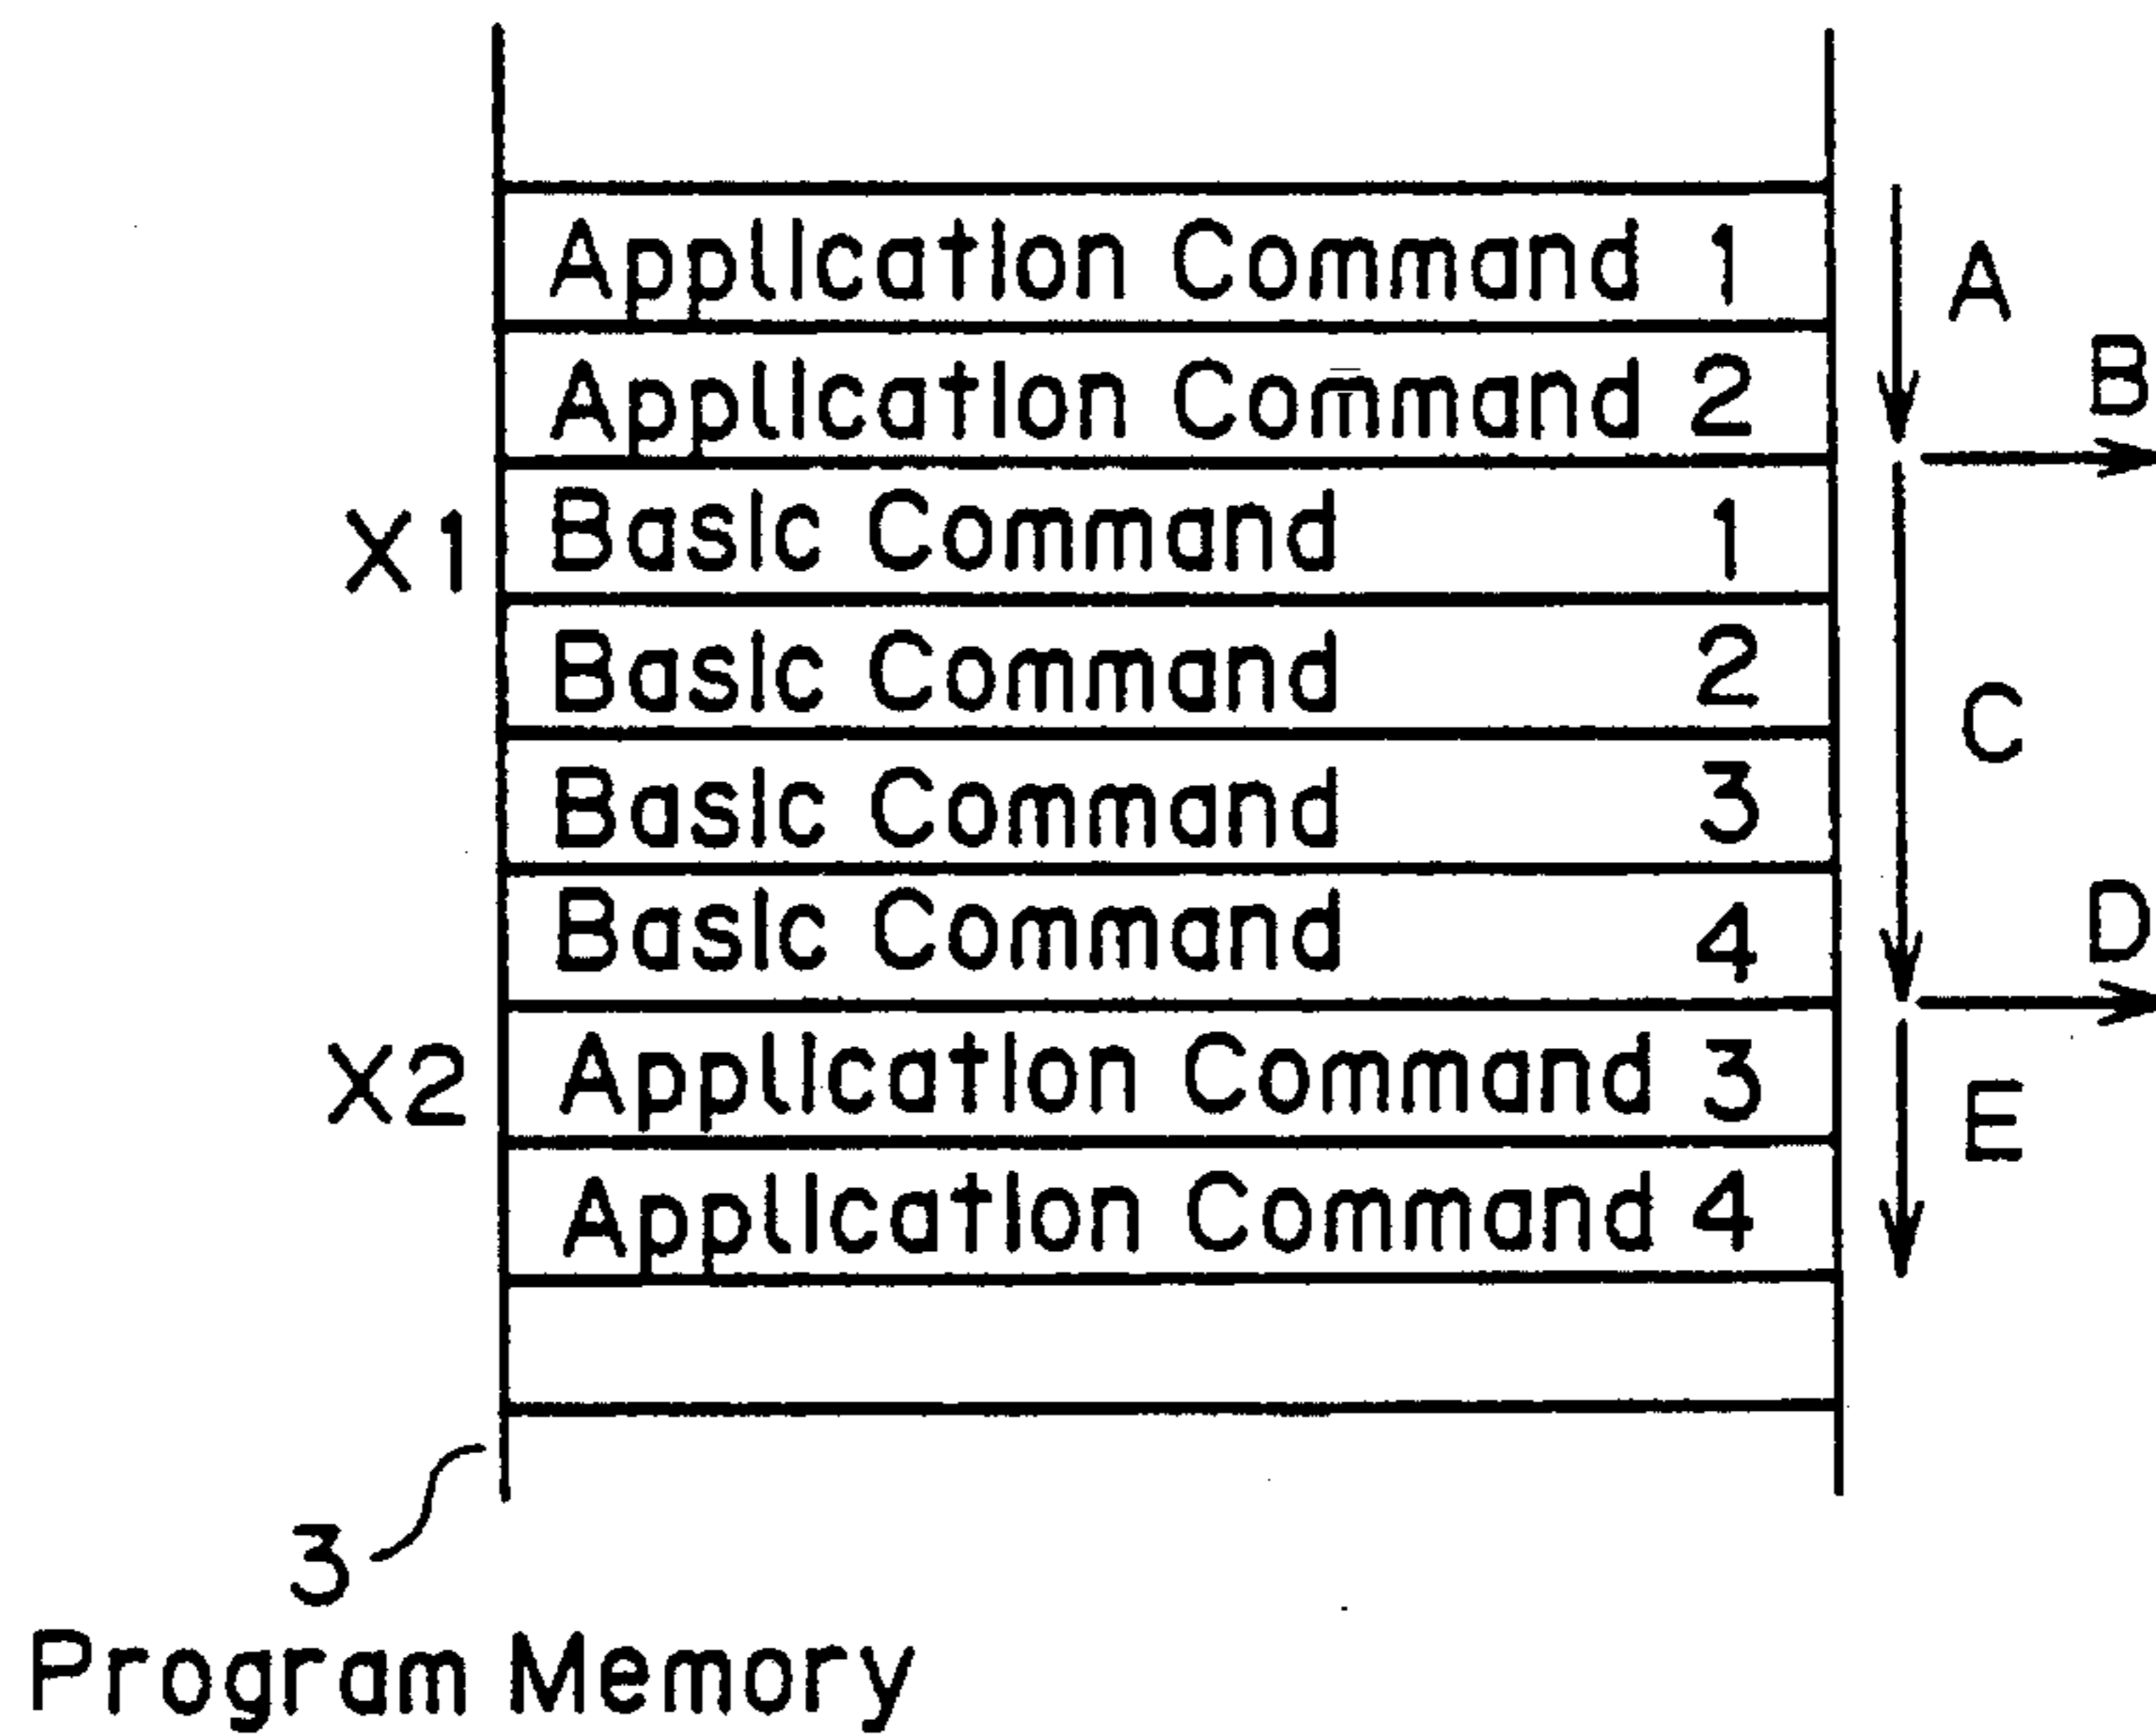 Application Command 1
A
Application Command 2
B
X1 Basic Command 1
Basic Command 2
C
Basic Command 3
Basic Command 4
D
X2 Application Command 3
E
Application Command 4
3
Program Memory